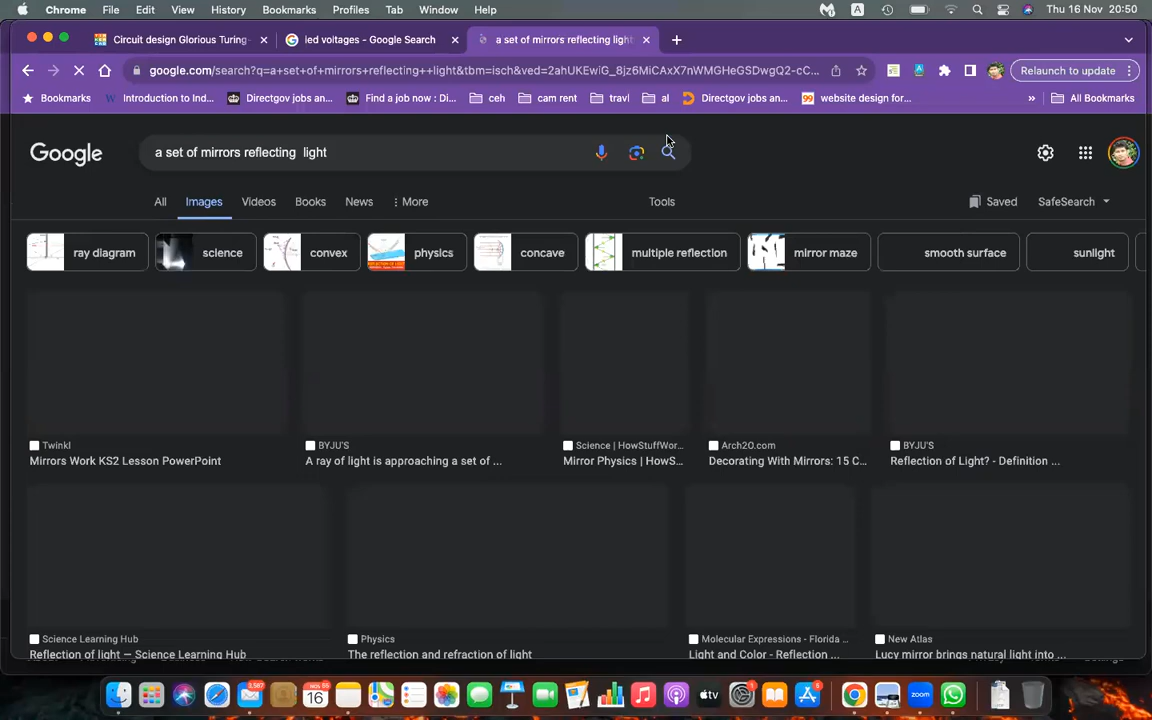 Chrome File Edit View History Bookmarks Profiles Tab Window Help A Thu 16 Nov 20:50
Circuit design Glorious Turing led voltages - Google Search a set of mirrors reflecting light
google.com/search?q=a+set+of+mirrors+reflecting++light&tbm=isch&ved=2ahUKEwiG_8jz6MiCAxX7nWMGHeGSDwgQ2-cC... Relaunch to update
Bookmarks Introduction to Ind... Directgov jobs an... Find a job now : Di... ceh cam rent travl al Directgov jobs an... 99 website design for... » All Bookmarks
Google a set of mirrors reflecting light
All Images Videos Books News More Tools Saved SafeSearch
ray diagram science convex physics concave multiple reflection mirror maze smooth surface sunlight
Twinkl BYJU'S Science | HowStuffWor... Arch2O.com BYJU'S
Mirrors Work KS2 Lesson PowerPoint A ray of light is approaching a set of ... Mirror Physics | HowS... Decorating With Mirrors: 15 C... Reflection of Light? - Definition ...
Science Learning Hub Physics Molecular Expressions - Florida ... New Atlas
Reflection of light — Science Learning Hub The reflection and refraction of light Light and Color - Reflection ... Lucy mirror brings natural light into ...
NOV 16 tv zoom